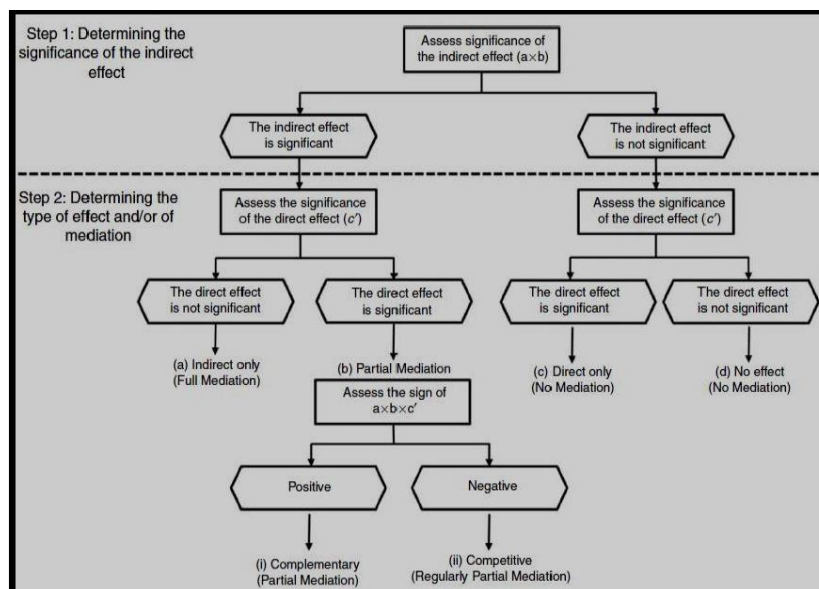 Step 1: Determining the
significance of the indirect
effect
Assess significance of
the indirect effect (a×b)
The indirect effect
is significant
The indirect effect
is not significant
Step 2: Determining the
type of effect and/or of
mediation
Assess the significance
of the direct effect (c′)
Assess the significance
of the direct effect (c′)
The direct effect
is not significant
The direct effect
is significant
The direct effect
is significant
The direct effect
is not significant
(a) Indirect only
(Full Mediation)
(b) Partial Mediation
(c) Direct only
(No Mediation)
(d) No effect
(No Mediation)
Assess the sign of
a×b×c′
Positive
Negative
(i) Complementary
(Partial Mediation)
(ii) Competitive
(Regularly Partial Mediation)